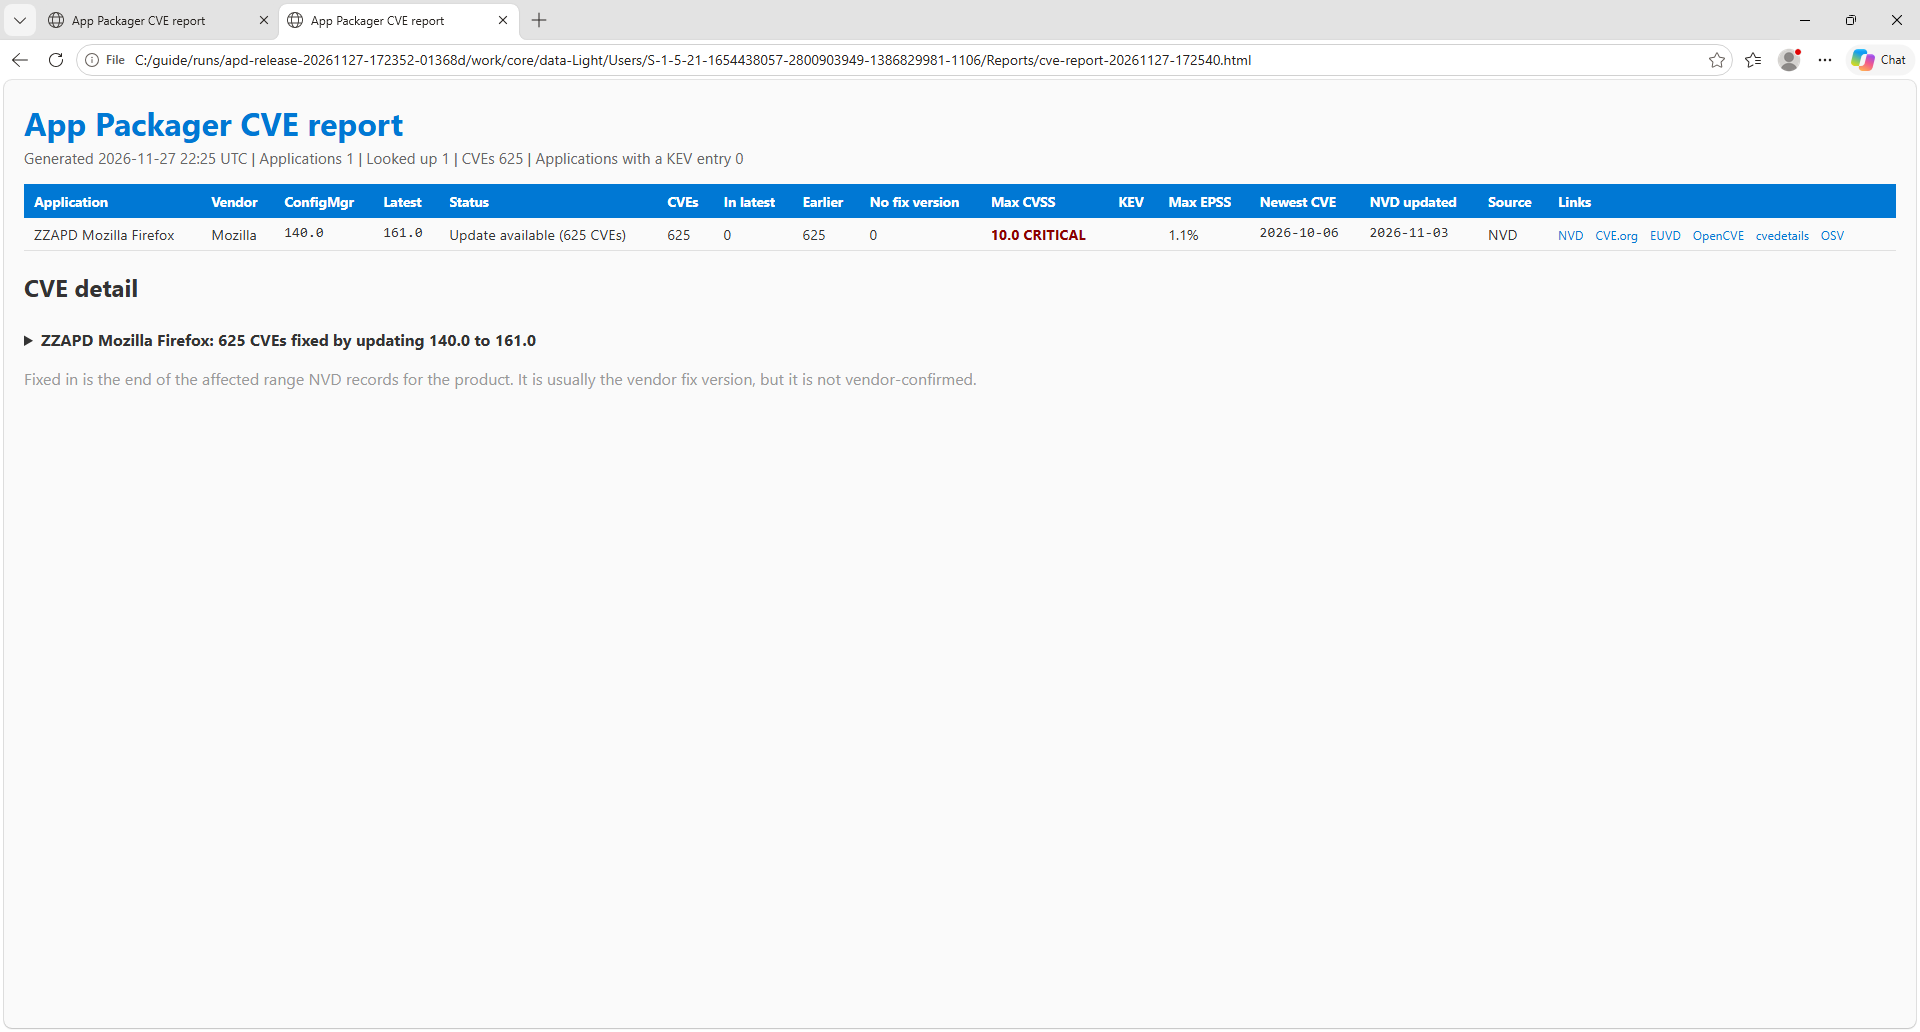 App Packager CVE report
App Packager CVE report
File C:/guide/runs/apd-release-20261127-172352-01368d/work/core/data-Light/Users/S-1-5-21-1654438057-2800903949-1386829981-1106/Reports/cve-report-20261127-172540.html
Chat
App Packager CVE report
Generated 2026-11-27 22:25 UTC | Applications 1 | Looked up 1 | CVEs 625 | Applications with a KEV entry 0
Application Vendor ConfigMgr Latest Status CVEs In latest Earlier No fix version Max CVSS KEV Max EPSS Newest CVE NVD updated Source Links
ZZAPD Mozilla Firefox Mozilla 140.0 161.0 Update available (625 CVEs) 625 0 625 0 10.0 CRITICAL 1.1% 2026-10-06 2026-11-03 NVD NVD CVE.org EUVD OpenCVE cvedetails OSV
CVE detail
ZZAPD Mozilla Firefox: 625 CVEs fixed by updating 140.0 to 161.0
Fixed in is the end of the affected range NVD records for the product. It is usually the vendor fix version, but it is not vendor-confirmed.